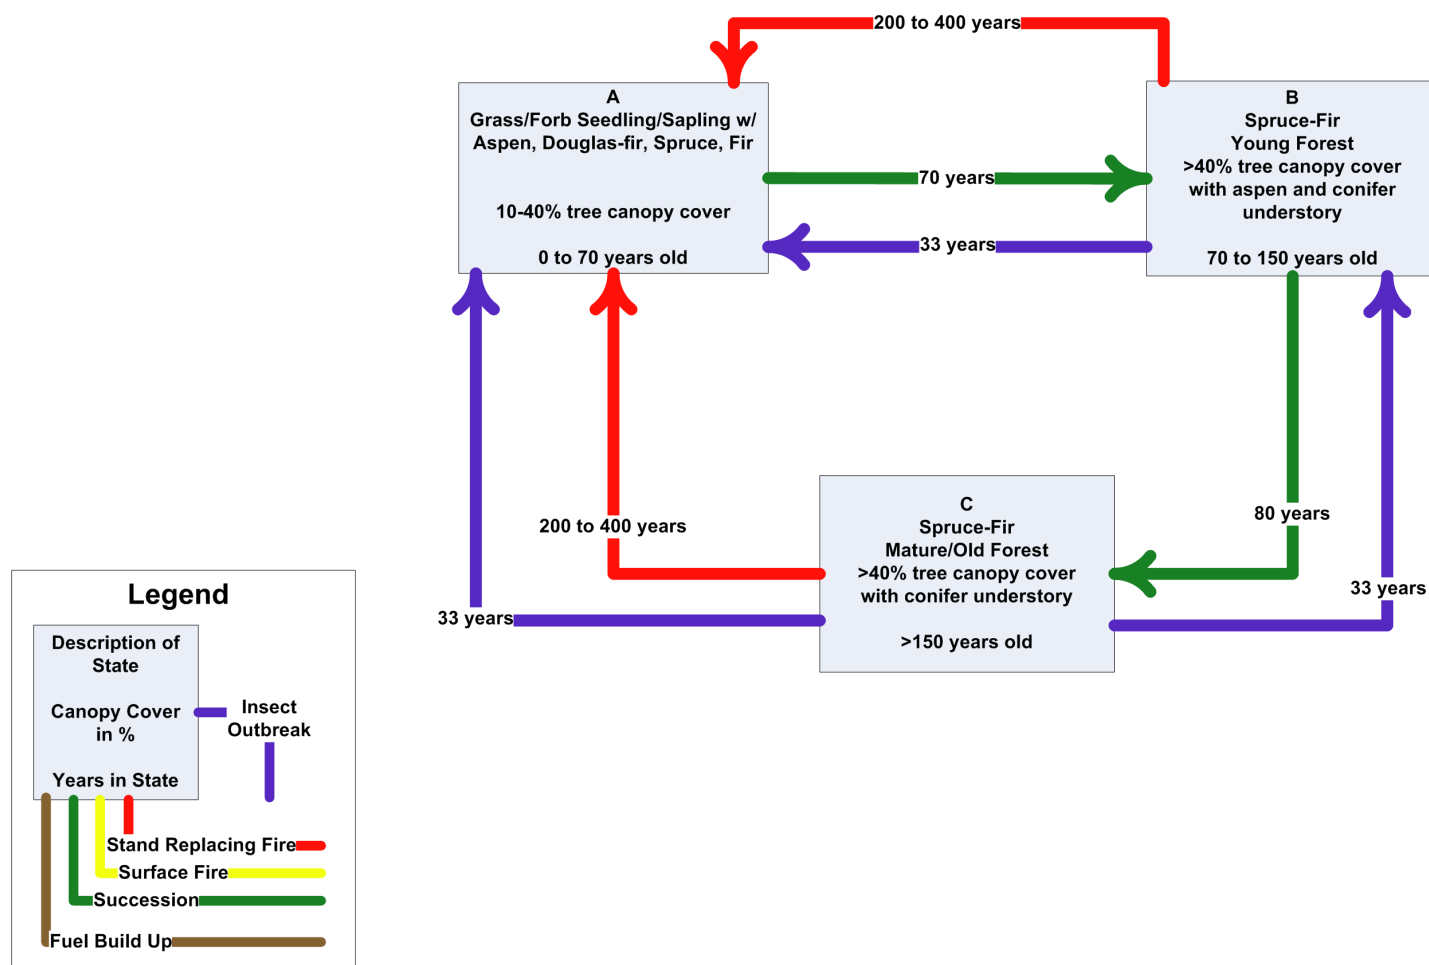 200 to 400 years
A
Grass/Forb Seedling/Sapling w/
Aspen, Douglas-fir, Spruce, Fir
10-40% tree canopy cover
0 to 70 years old
70 years
33 years
B
Spruce-Fir
Young Forest
>40% tree canopy cover
with aspen and conifer
understory
70 to 150 years old
200 to 400 years
80 years
33 years
33 years
C
Spruce-Fir
Mature/Old Forest
>40% tree canopy cover
with conifer understory
>150 years old
Legend
Description of
State
Canopy Cover
in %
Years in State
Insect
Outbreak
Stand Replacing Fire
Surface Fire
Succession
Fuel Build Up